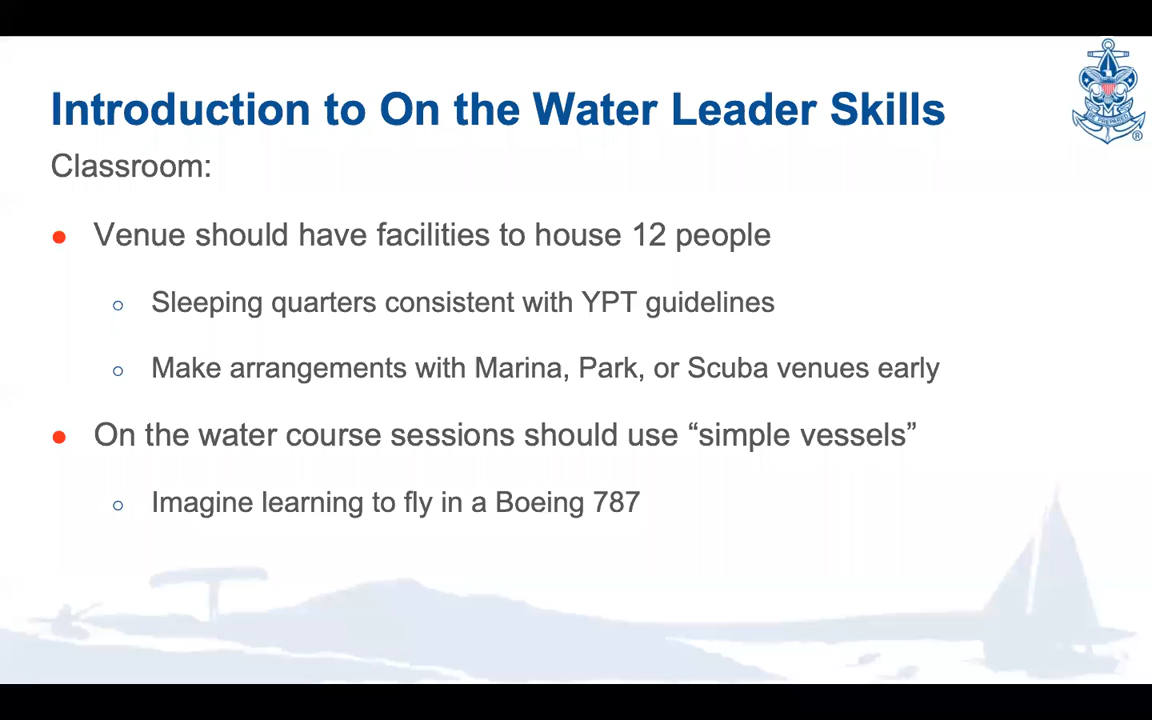 Introduction to On the Water Leader Skills
Classroom:
● Venue should have facilities to house 12 people
○ Sleeping quarters consistent with YPT guidelines
○ Make arrangements with Marina, Park, or Scuba venues early
● On the water course sessions should use “simple vessels”
○ Imagine learning to fly in a Boeing 787
BE PREPARED
®